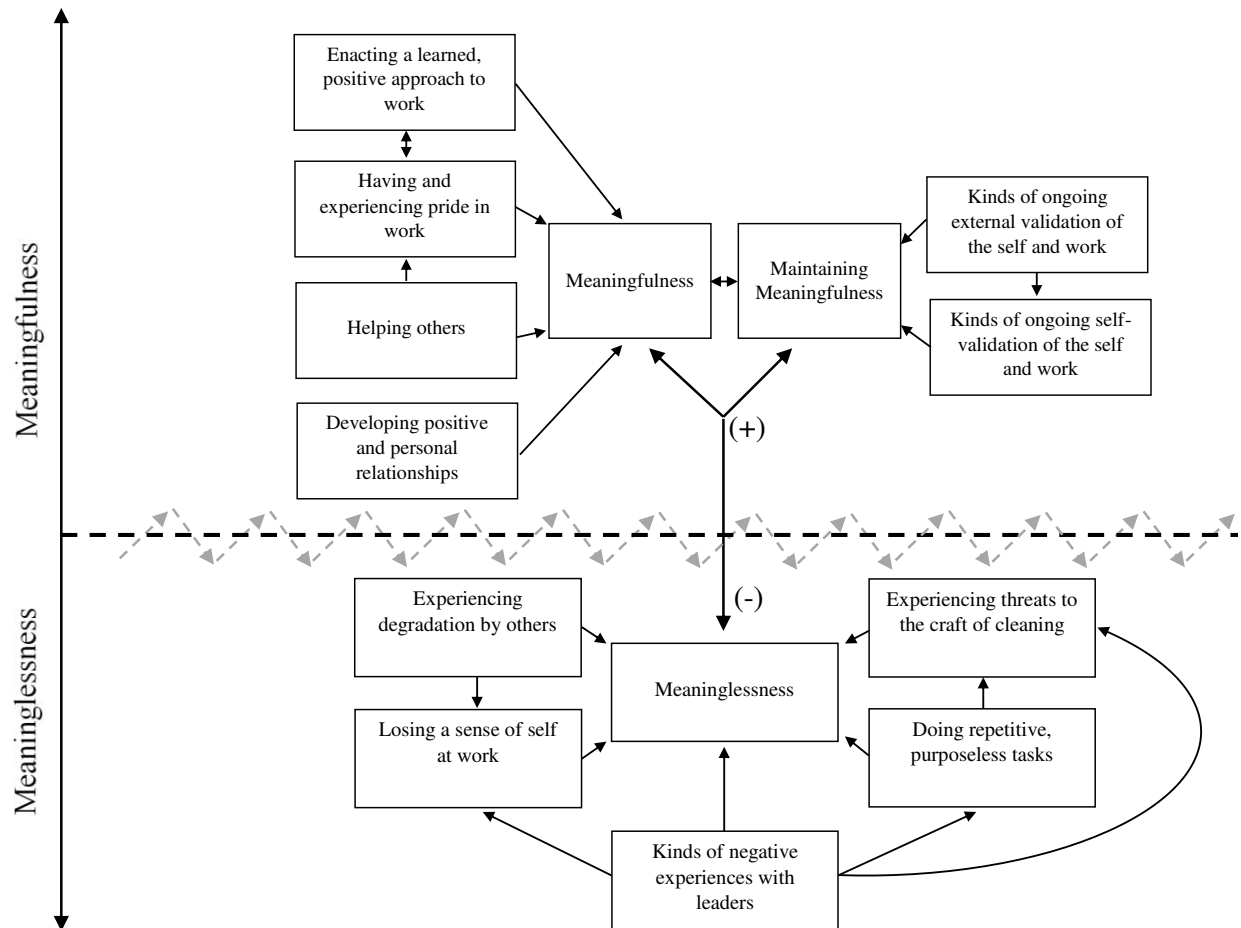 Enacting a learned,
positive approach to
work
Having and
experiencing pride in
work
Helping others
Developing positive
and personal
relationships
Meaningfulness
Maintaining
Meaningfulness
Kinds of ongoing
external validation of
the self and work
Kinds of ongoing self-
validation of the self
and work
Meaningfulness
(+)
(-)
Meaninglessness
Experiencing
degradation by others
Losing a sense of self
at work
Meaninglessness
Experiencing threats to
the craft of cleaning
Doing repetitive,
purposeless tasks
Kinds of negative
experiences with
leaders